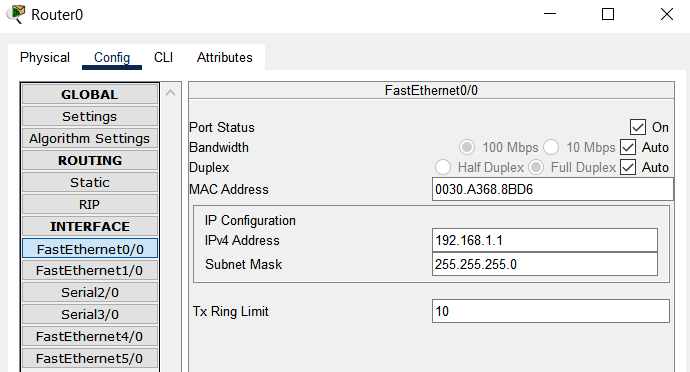 Router0
Physical Config CLI Attributes
GLOBAL
Settings
Algorithm Settings
ROUTING
Static
RIP
INTERFACE
FastEthernet0/0
FastEthernet1/0
Serial2/0
Serial3/0
FastEthernet4/0
FastEthernet5/0
FastEthernet0/0
Port Status On
Bandwidth 100 Mbps 10 Mbps Auto
Duplex Half Duplex Full Duplex Auto
MAC Address 0030.A368.8BD6
IP Configuration
IPv4 Address 192.168.1.1
Subnet Mask 255.255.255.0
Tx Ring Limit 10